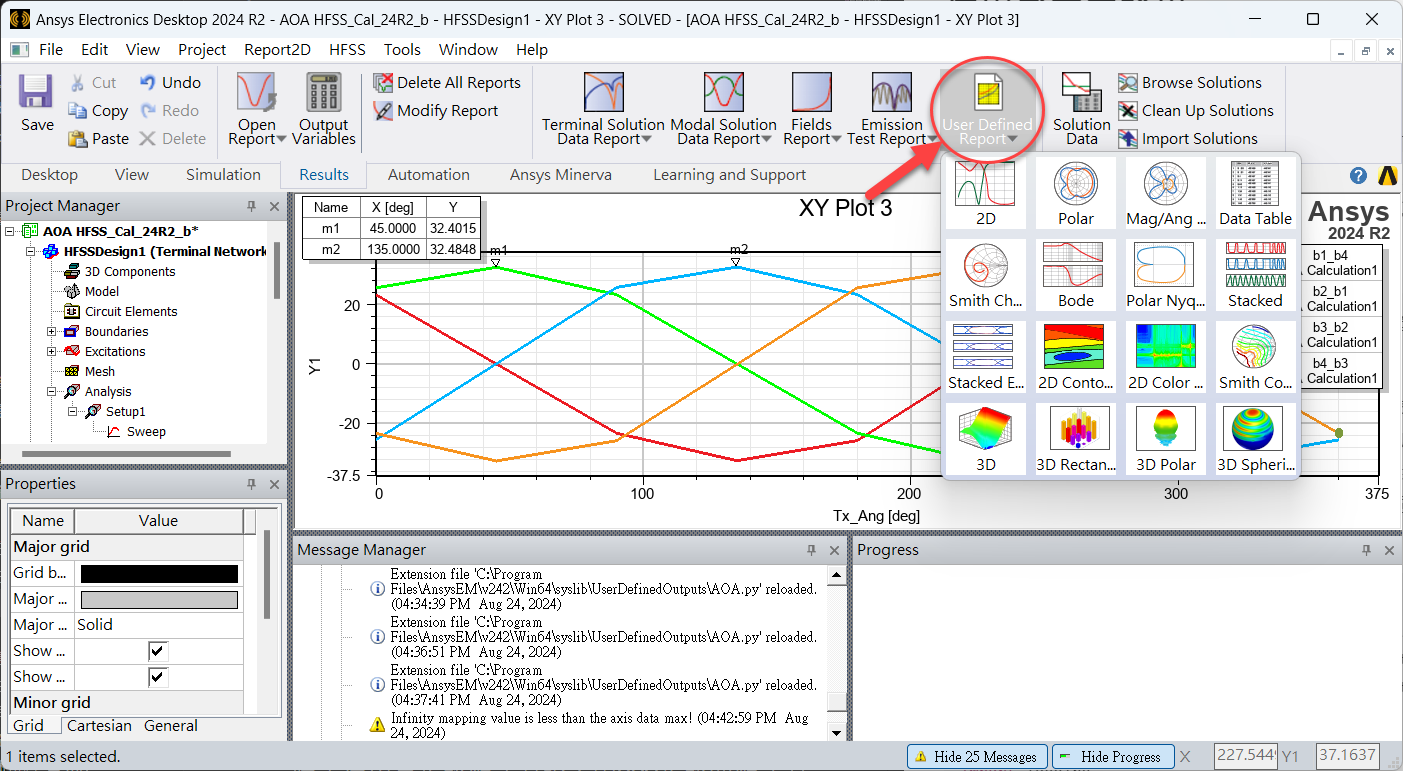 Ansys Electronics Desktop 2024 R2 - AOA HFSS_Cal_24R2_b - HFSSDesign1 - XY Plot 3 - SOLVED - [AOA HFSS_Cal_24R2_b - HFSSDesign1 - XY Plot 3]
File Edit View Project Report2D HFSS Tools Window Help
Save
Cut
Copy
Paste
Undo
Redo
Delete
Open
Report
Output
Variables
Delete All Reports
Modify Report
Terminal Solution
Data Report
Modal Solution
Data Report
Fields
Report
Emission
Test Report
User Defined
Report
Solution
Data
Browse Solutions
Clean Up Solutions
Import Solutions
Desktop View Simulation Results Automation Ansys Minerva Learning and Support
2D Polar Mag/Ang ... Data Table
Smith Ch... Bode Polar Nyq... Stacked
Stacked E... 2D Conto... 2D Color ... Smith Co...
3D 3D Rectan... 3D Polar 3D Spheri...
Project Manager
AOA HFSS_Cal_24R2_b*
HFSSDesign1 (Terminal Network
3D Components
Model
Circuit Elements
Boundaries
Excitations
Mesh
Analysis
Setup1
Sweep
Properties
Name Value
Major grid
Grid b...
Major ...
Major ... Solid
Show ...
Show ...
Minor grid
Grid Cartesian General
Name X [deg] Y
m1 45.0000 32.4015
m2 135.0000 32.4848
XY Plot 3
Ansys
2024 R2
b1_b4
Calculation1
b2_b1
Calculation1
b3_b2
Calculation1
b4_b3
Calculation1
m1
m2
Y1
20
0
-20
-37.5
0 100 200 300 375
Tx_Ang [deg]
Message Manager
Extension file 'C:\Program
Files\AnsysEM\v242\Win64\syslib\UserDefinedOutputs\AOA.py' reloaded.
(04:34:39 PM Aug 24, 2024)
Extension file 'C:\Program
Files\AnsysEM\v242\Win64\syslib\UserDefinedOutputs\AOA.py' reloaded.
(04:36:51 PM Aug 24, 2024)
Extension file 'C:\Program
Files\AnsysEM\v242\Win64\syslib\UserDefinedOutputs\AOA.py' reloaded.
(04:37:41 PM Aug 24, 2024)
Infinity mapping value is less than the axis data max! (04:42:59 PM Aug
24, 2024)
Progress
1 items selected.
Hide 25 Messages
Hide Progress
X 227.544
Y1 37.1637